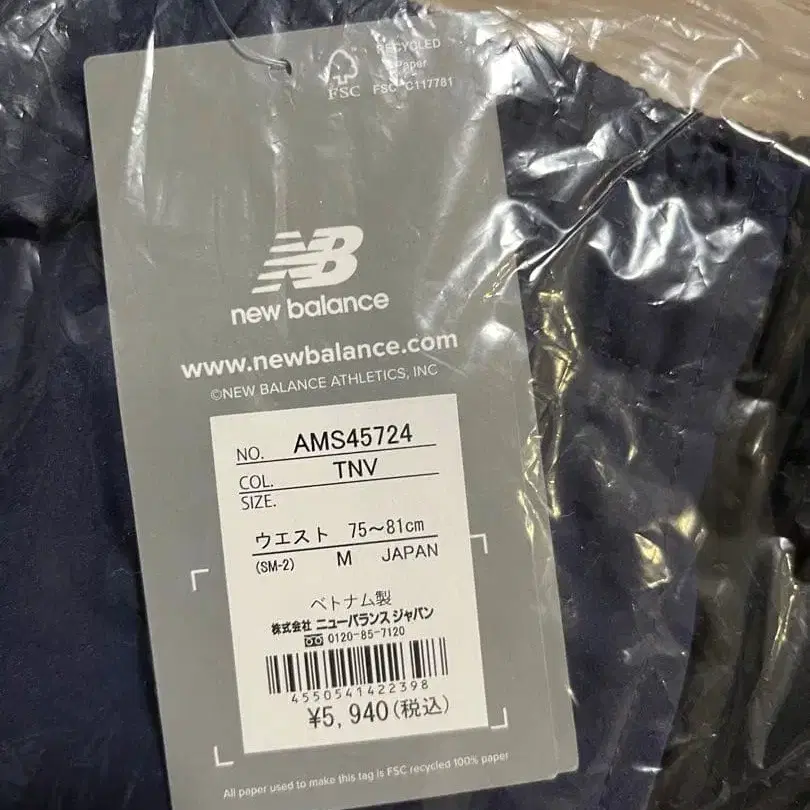 RECYCLED
Paper
FSC
FSC® C117781
NB
new balance
www.newbalance.com
©NEW BALANCE ATHLETICS, INC
NO. AMS45724
COL. TNV
SIZE.
ウエスト 75～81cm
(SM-2) M JAPAN
ベトナム製
株式会社 ニューバランス ジャパン
0120-85-7120
4550541422398
¥5,940(税込)
All paper used to make this tag is FSC recycled 100% paper